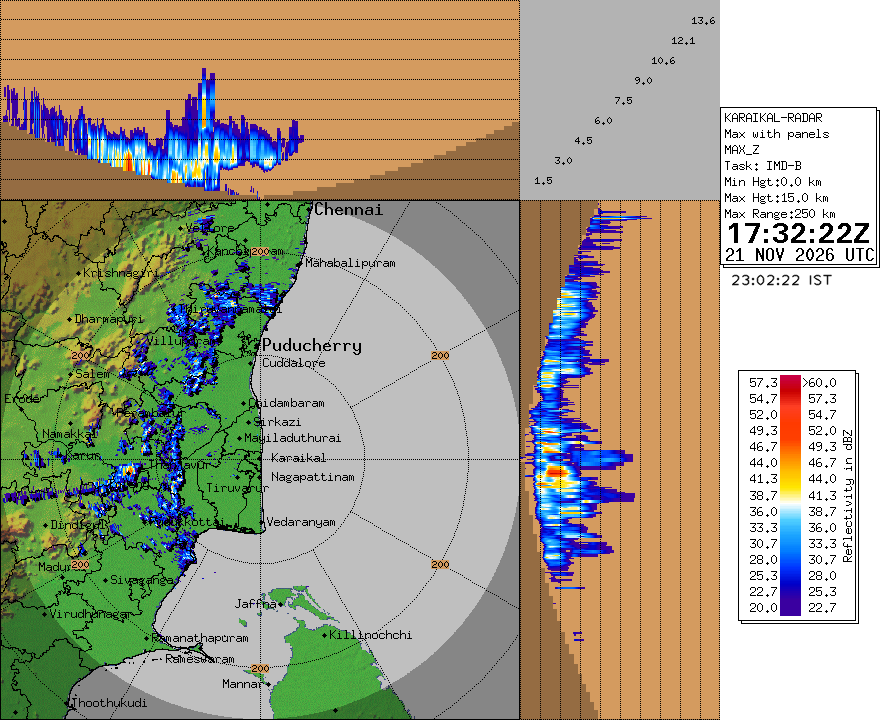 13.6
12.1
10.6
9.0
7.5
6.0
4.5
3.0
1.5
KARAIKAL-RADAR
Max with panels
MAX_Z
Task: IMD-B
Min Hgt:0.0 km
Max Hgt:15.0 km
Max Range:250 km
17:32:22Z
21 NOV 2026 UTC
23:02:22 IST
Chennai
200
Mahabalipuram
Krishnagiri
Dharmapuri
Puducherry
200
200
Cuddalore
Salem
Chidambaram
Sirkazi
Namakkal
Mayiladuthurai
Karur
Karaikal
Nagapattinam
Tiruvarur
Vedaranyam
200
200
Sivaganga
Jaffna
Virudhunagar
Killinochchi
Ramanathapuram
Rameswaram
200
Mannar
Thoothukudi
57.3 >60.0
54.7 57.3
52.0 54.7
49.3 52.0
46.7 49.3
44.0 46.7
41.3 44.0
38.7 41.3
36.0 38.7
33.3 36.0
30.7 33.3
28.0 30.7
25.3 28.0
22.7 25.3
20.0 22.7
Reflectivity in dBZ